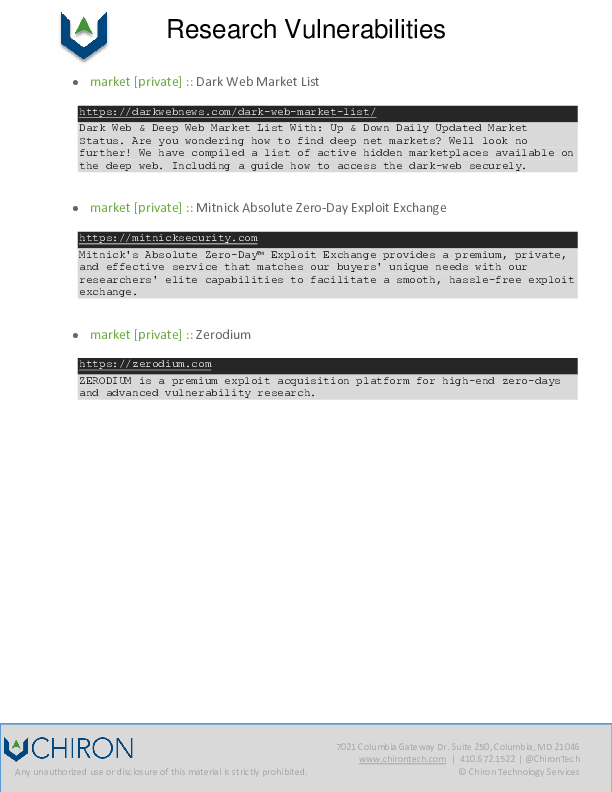 Research Vulnerabilities
● market [private] :: Dark Web Market List
https://darkwebnews.com/dark-web-market-list/
Dark Web & Deep Web Market List With: Up & Down Daily Updated Market
Status. Are you wondering how to find deep net markets? Well look no
further! We have compiled a list of active hidden marketplaces available on
the deep web. Including a guide how to access the dark-web securely.
● market [private] :: Mitnick Absolute Zero-Day Exploit Exchange
https://mitnicksecurity.com
Mitnick's Absolute Zero-Day™ Exploit Exchange provides a premium, private,
and effective service that matches our buyers' unique needs with our
researchers' elite capabilities to facilitate a smooth, hassle-free exploit
exchange.
● market [private] :: Zerodium
https://zerodium.com
ZERODIUM is a premium exploit acquisition platform for high-end zero-days
and advanced vulnerability research.
CHIRON
7021 Columbia Gateway Dr. Suite 250, Columbia, MD 21046
www.chirontech.com | 410.672.1522 | @ChironTech
Any unauthorized use or disclosure of this material is strictly prohibited.
© Chiron Technology Services